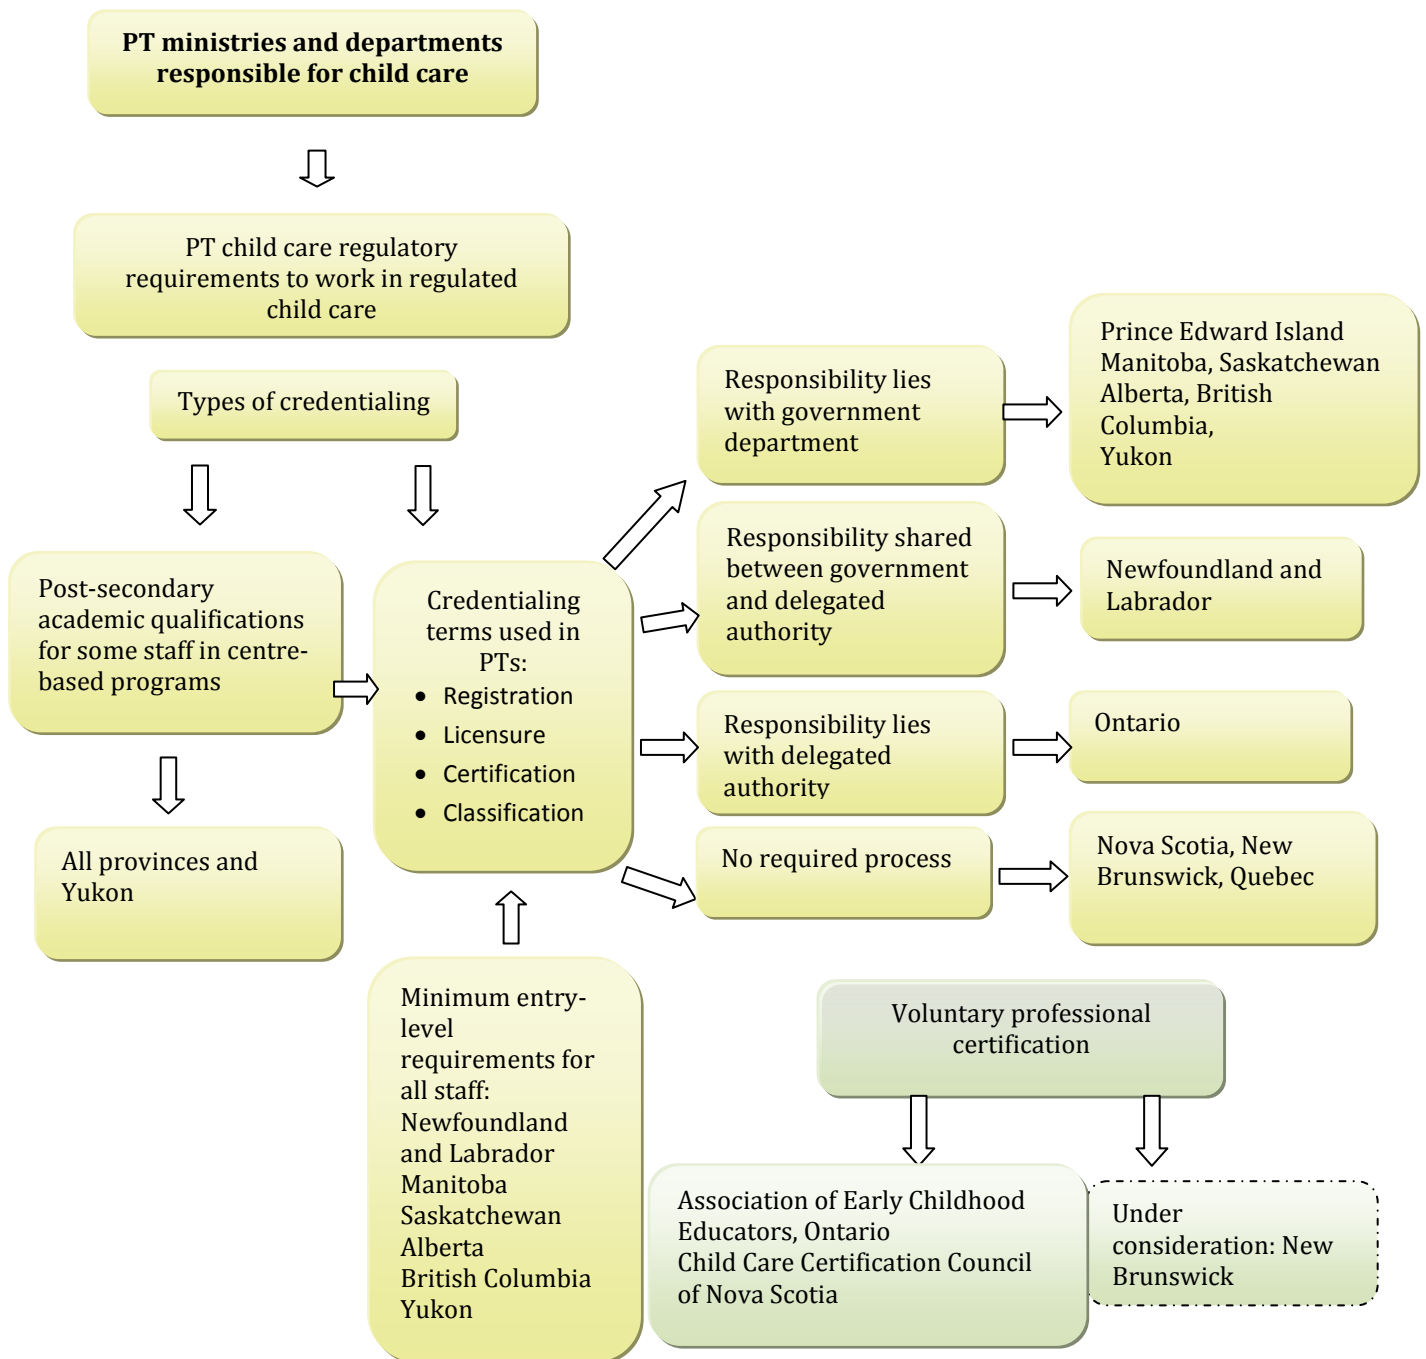 PT ministries and departments
responsible for child care
PT child care regulatory
requirements to work in regulated
child care
Types of credentialing
Post-secondary
academic qualifications
for some staff in centre-
based programs
All provinces and
Yukon
Credentialing
terms used in
PTs:
• Registration
• Licensure
• Certification
• Classification
Minimum entry-
level
requirements for
all staff:
Newfoundland
and Labrador
Manitoba
Saskatchewan
Alberta
British Columbia
Yukon
Responsibility lies
with government
department
Prince Edward Island
Manitoba, Saskatchewan
Alberta, British
Columbia,
Yukon
Responsibility shared
between government
and delegated
authority
Newfoundland and
Labrador
Responsibility lies
with delegated
authority
Ontario
No required process
Nova Scotia, New
Brunswick, Quebec
Voluntary professional
certification
Association of Early Childhood
Educators, Ontario
Child Care Certification Council
of Nova Scotia
Under
consideration: New
Brunswick